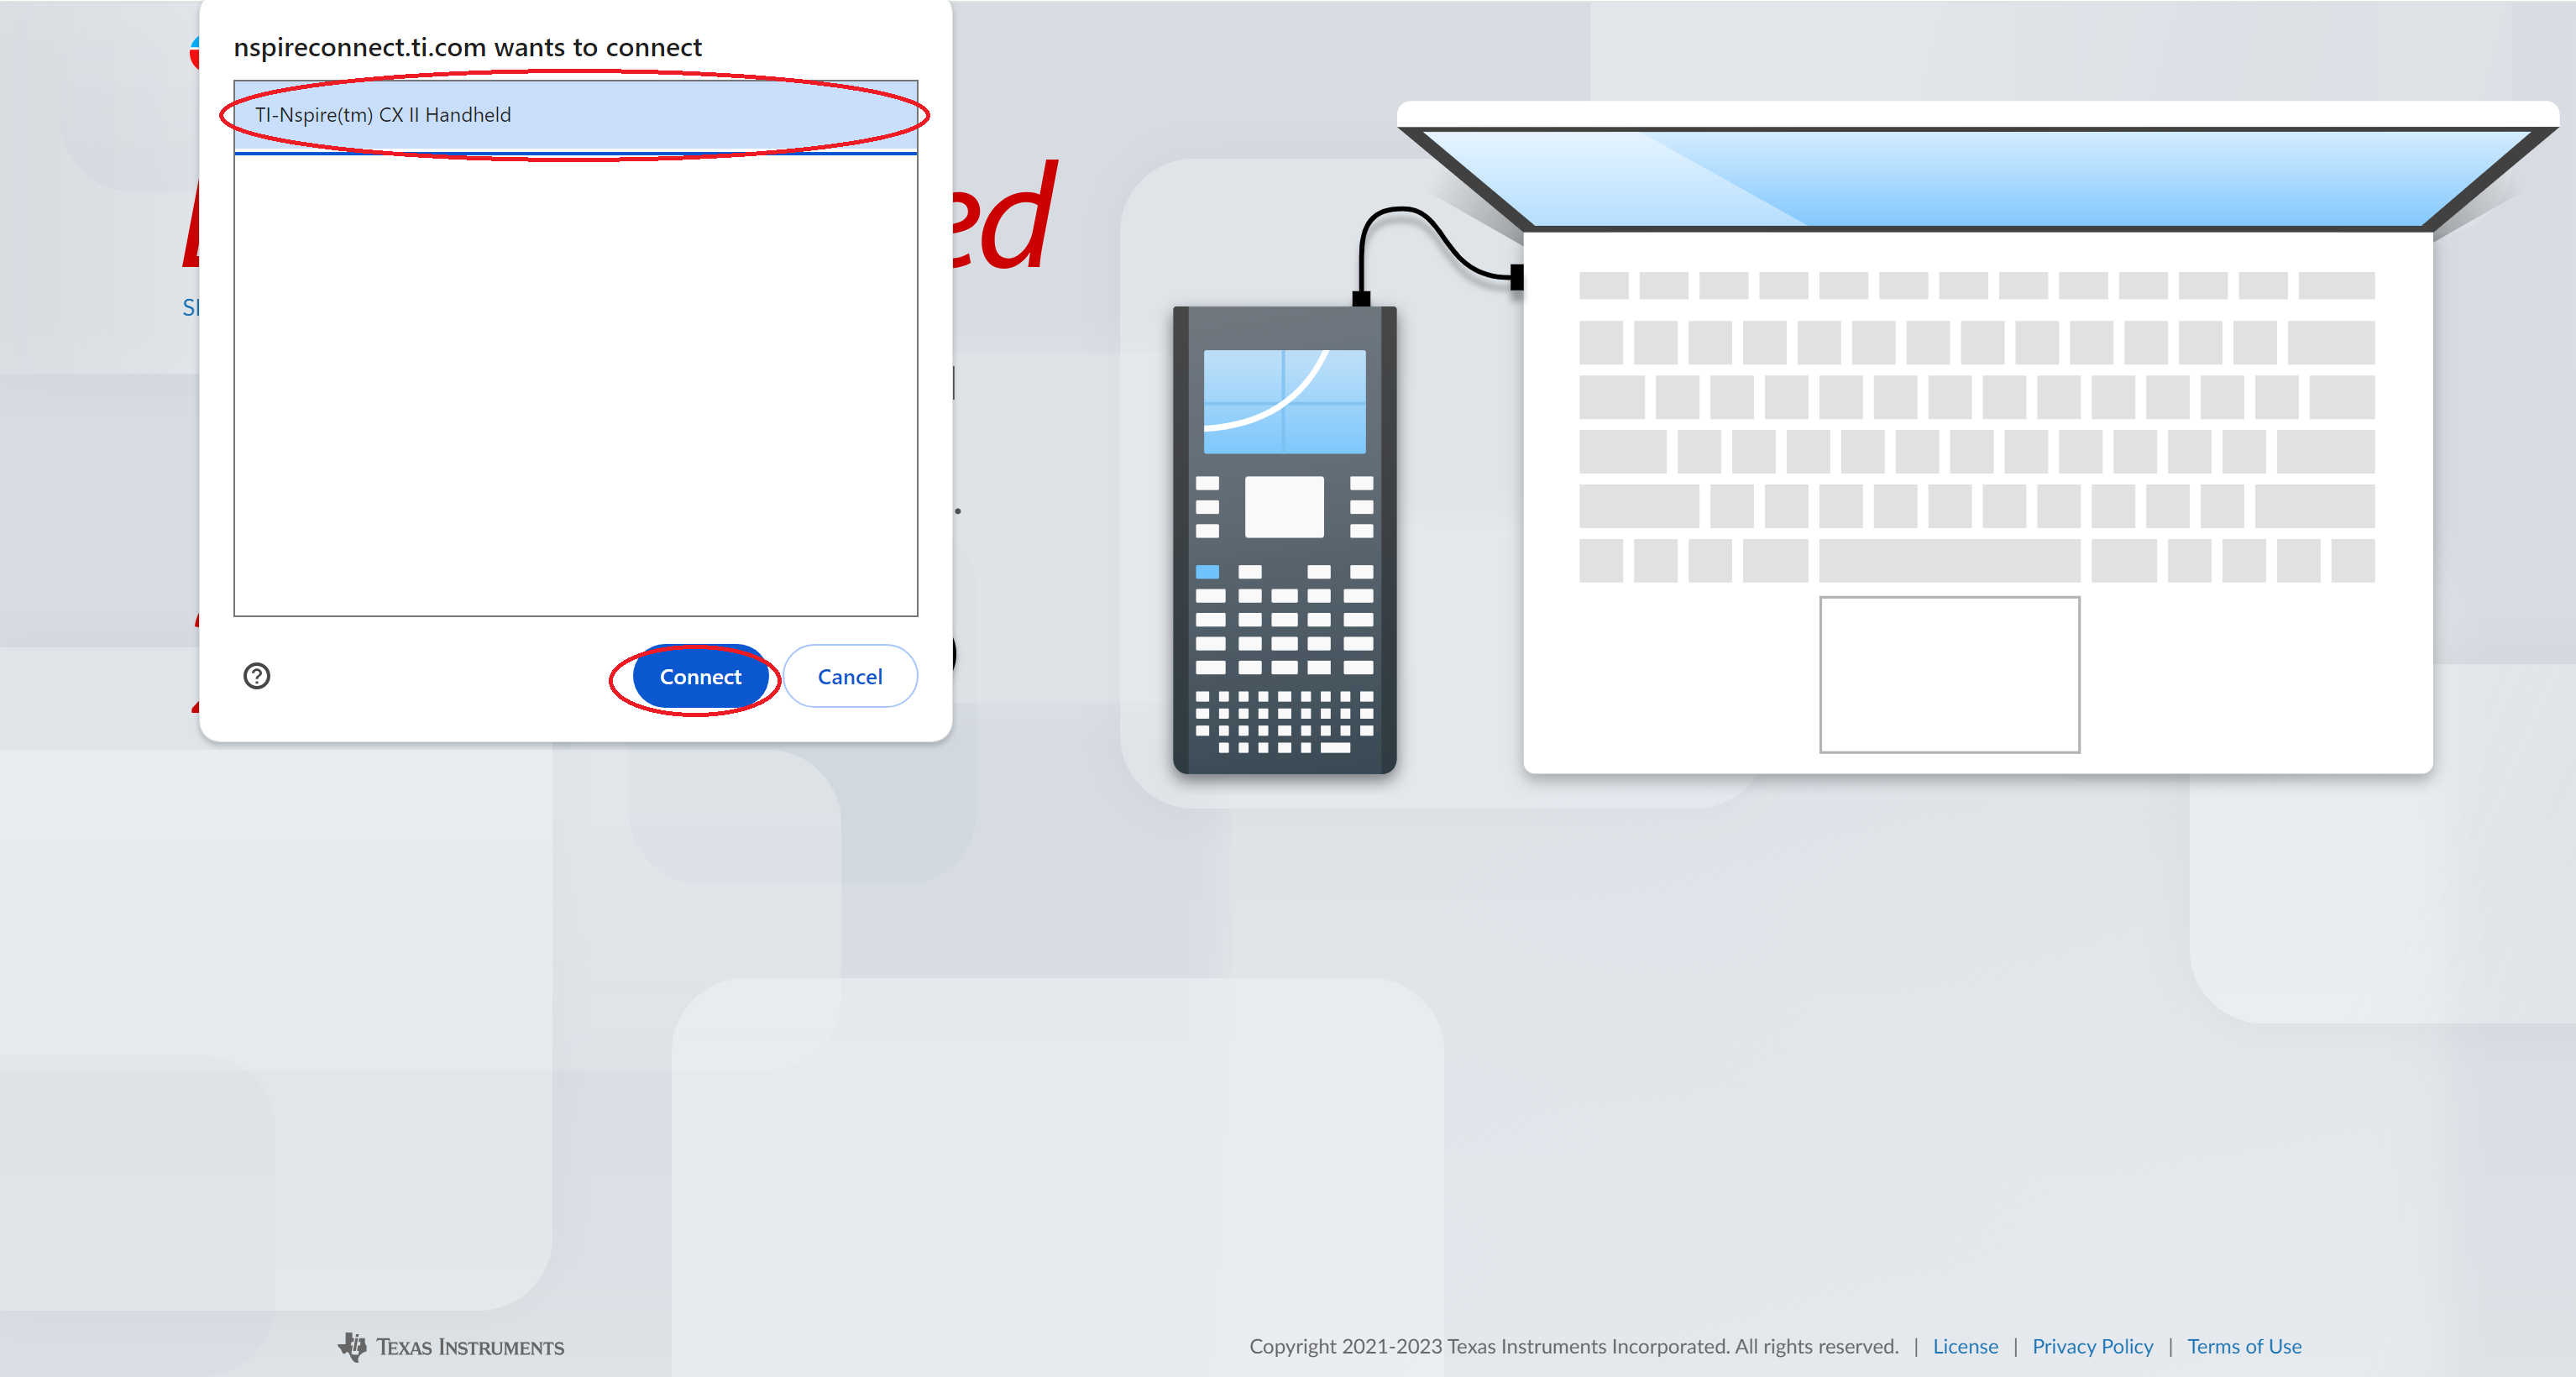 nspireconnect.ti.com wants to connect
TI-Nspire(tm) CX II Handheld
ed
Connect
Cancel
TEXAS INSTRUMENTS
Copyright 2021-2023 Texas Instruments Incorporated. All rights reserved. | License | Privacy Policy | Terms of Use